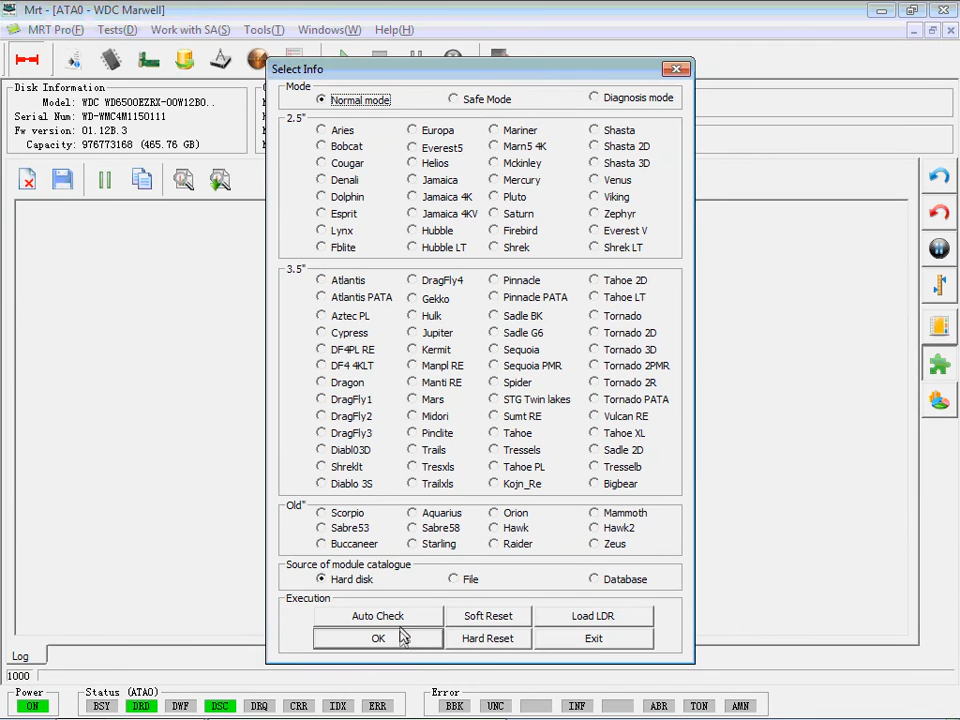 Mrt - [ATA0 - WDC Marwell]
MRT Pro(F) Tests(D) Work with SA(S) Tools(T) Windows(W) Help(H)
Disk Information
Model: WDC WD6500EZRX-00W12B0..
Serial Num: WD-WMC4M1150111
Fw version: 01.12B.3
Capacity: 976773168 (465.76 GB)
Select Info
Mode
Normal mode Safe Mode Diagnosis mode
2.5"
Aries Europa Mariner Shasta
Bobcat Everest5 Marn5 4K Shasta 2D
Cougar Helios Mckinley Shasta 3D
Denali Jamaica Mercury Venus
Dolphin Jamaica 4K Pluto Viking
Esprit Jamaica 4KV Saturn Zephyr
Lynx Hubble Firebird Everest V
Fblite Hubble LT Shrek Shrek LT
3.5"
Atlantis DragFly4 Pinnacle Tahoe 2D
Atlantis PATA Gekko Pinnacle PATA Tahoe LT
Aztec PL Hulk Sadle BK Tornado
Cypress Jupiter Sadle G6 Tornado 2D
DF4PL RE Kermit Sequoia Tornado 3D
DF4 4KLT Manpl RE Sequoia PMR Tornado 2PMR
Dragon Manti RE Spider Tornado 2R
DragFly1 Mars STG Twin lakes Tornado PATA
DragFly2 Midori Sumt RE Vulcan RE
DragFly3 Pinclite Tahoe Tahoe XL
Diabl03D Trails Tressels Sadle 2D
Shreklt Tresxls Tahoe PL Tresselb
Diablo 3S Trailxls Kojn_Re Bigbear
Old"
Scorpio Aquarius Orion Mammoth
Sabre53 Sabre58 Hawk Hawk2
Buccaneer Starling Raider Zeus
Source of module catalogue
Hard disk File Database
Execution
Auto Check Soft Reset Load LDR
OK Hard Reset Exit
Log
1000
Power Status (ATA0) Error
ON BSY DRD DWF DSC DRQ CRR IDX ERR BBK UNC INF ABR TON AMN